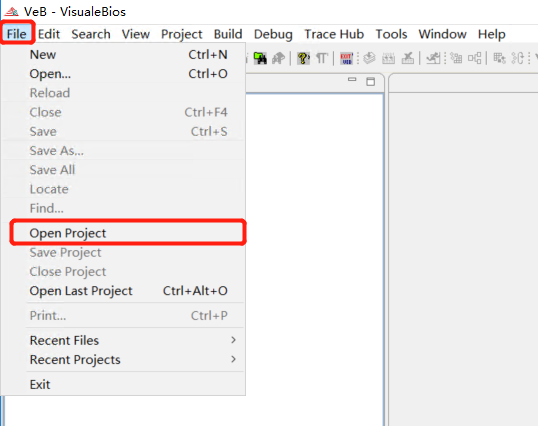 VeB - VisualeBios
File Edit Search View Project Build Debug Trace Hub Tools Window Help
New Ctrl+N
Open... Ctrl+O
Reload
Close Ctrl+F4
Save Ctrl+S
Save As...
Save All
Locate
Find...
Open Project
Save Project
Close Project
Open Last Project Ctrl+Alt+O
Print... Ctrl+P
Recent Files
Recent Projects
Exit